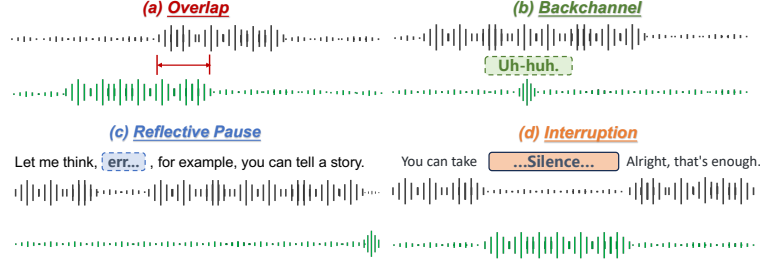 (a) Overlap
(b) Backchannel
Uh-huh.
(c) Reflective Pause
(d) Interruption
Let me think, err... , for example, you can tell a story.
You can take ...Silence... Alright, that's enough.